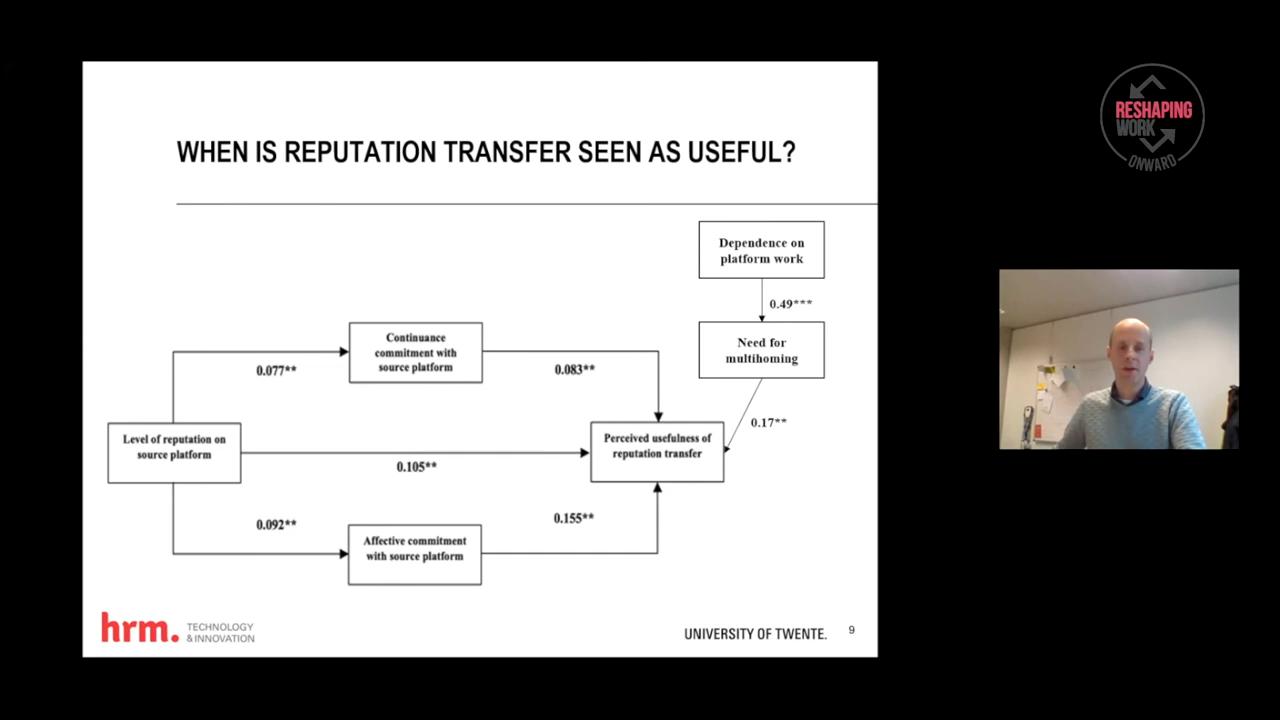 WHEN IS REPUTATION TRANSFER SEEN AS USEFUL?
Dependence on
platform work
0.49***
Need for
multihoming
0.17**
Continuance
commitment with
source platform
0.077**
0.083**
Level of reputation on
source platform
Perceived usefulness of
reputation transfer
0.105**
0.092**
0.155**
Affective commitment
with source platform
hrm.
TECHNOLOGY
&INNOVATION
UNIVERSITY OF TWENTE.
9
RESHAPING
WORK
ONWARD